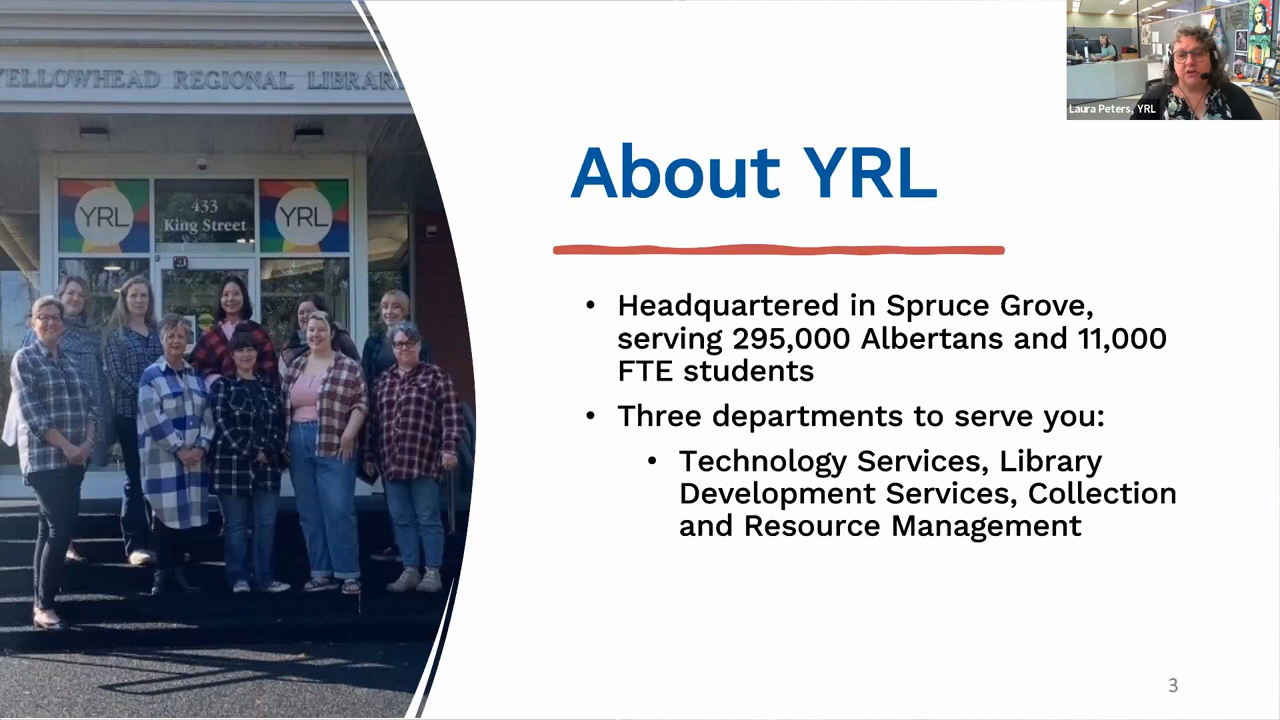 YELLOWHEAD REGIONAL LIBRARY
YRL
433
King Street
YRL
Laura Peters, YRL
About YRL
• Headquartered in Spruce Grove,
serving 295,000 Albertans and 11,000
FTE students
• Three departments to serve you:
• Technology Services, Library
Development Services, Collection
and Resource Management
3